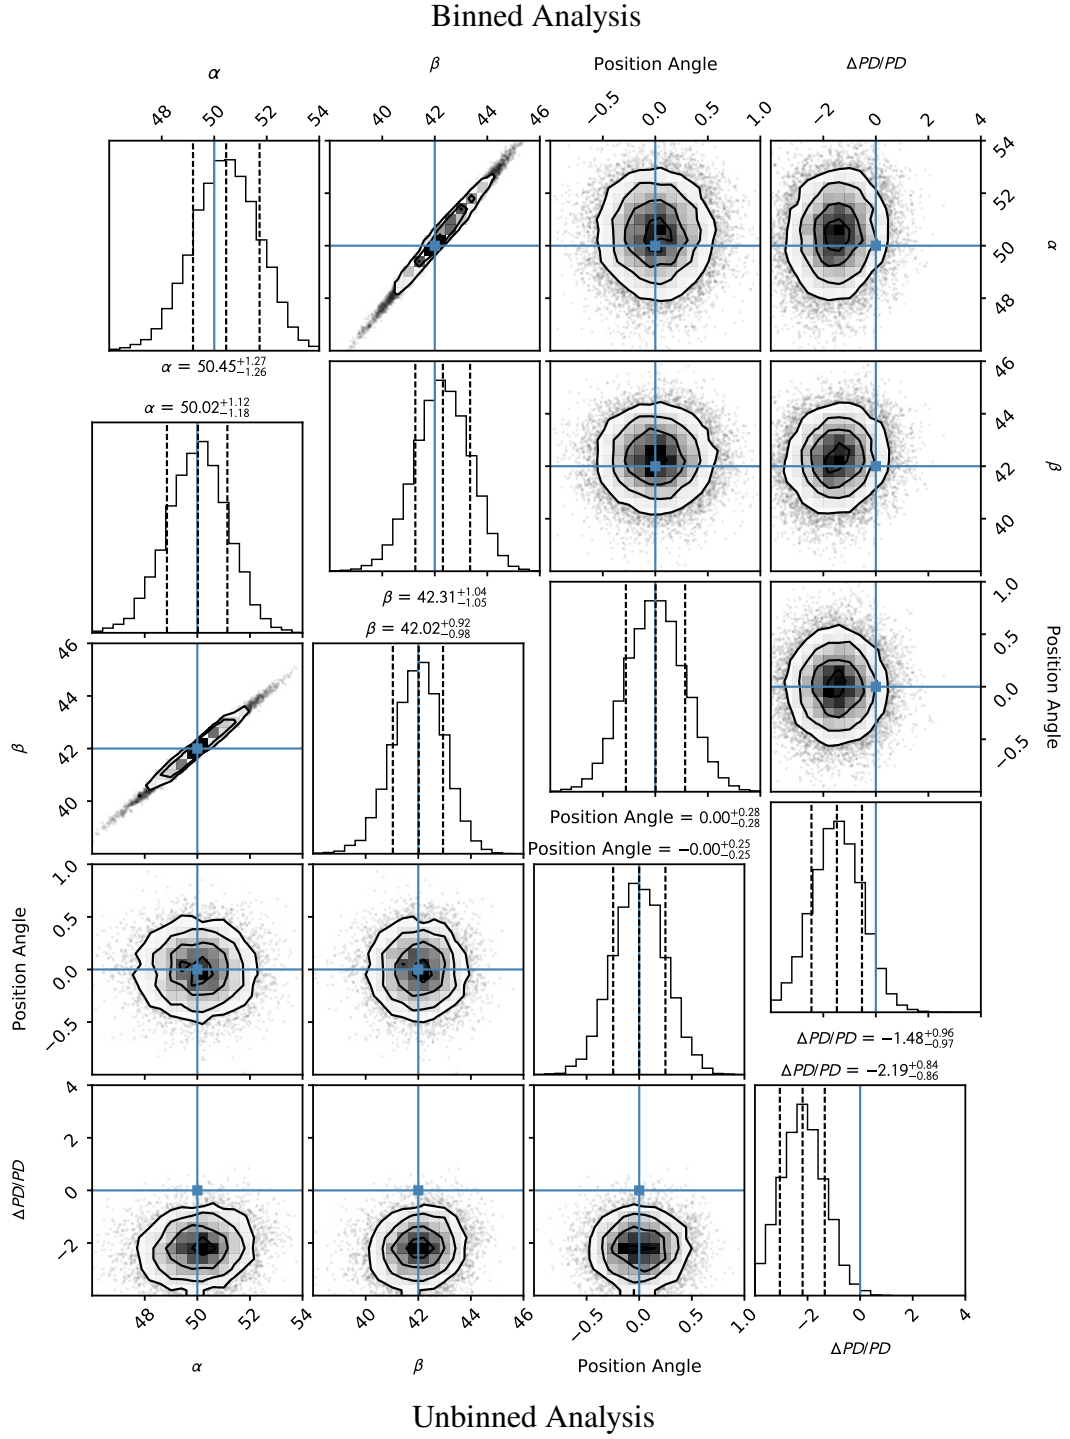 Binned Analysis
α β Position Angle ΔPD/PD
48 50 52 54 40 42 44 46 −0.5 0.0 0.5 1.0 −2 0 2 4
54
52
50
48
α
α = 50.45+1.27−1.26
46
44
42
40
β
α = 50.02+1.12−1.18
β = 42.31+1.04−1.05
β = 42.02+0.92−0.98
1.0
0.5
0.0
−0.5
Position Angle
46
44
42
40
β
Position Angle = 0.00+0.28−0.28
Position Angle = −0.00+0.25−0.25
1.0
0.5
0.0
−0.5
Position Angle
ΔPD/PD = −1.48+0.96−0.97
ΔPD/PD = −2.19+0.84−0.86
4
2
0
−2
ΔPD/PD
48 50 52 54 40 42 44 46 −0.5 0.0 0.5 1.0 −2 0 2 4
α β Position Angle ΔPD/PD
Unbinned Analysis